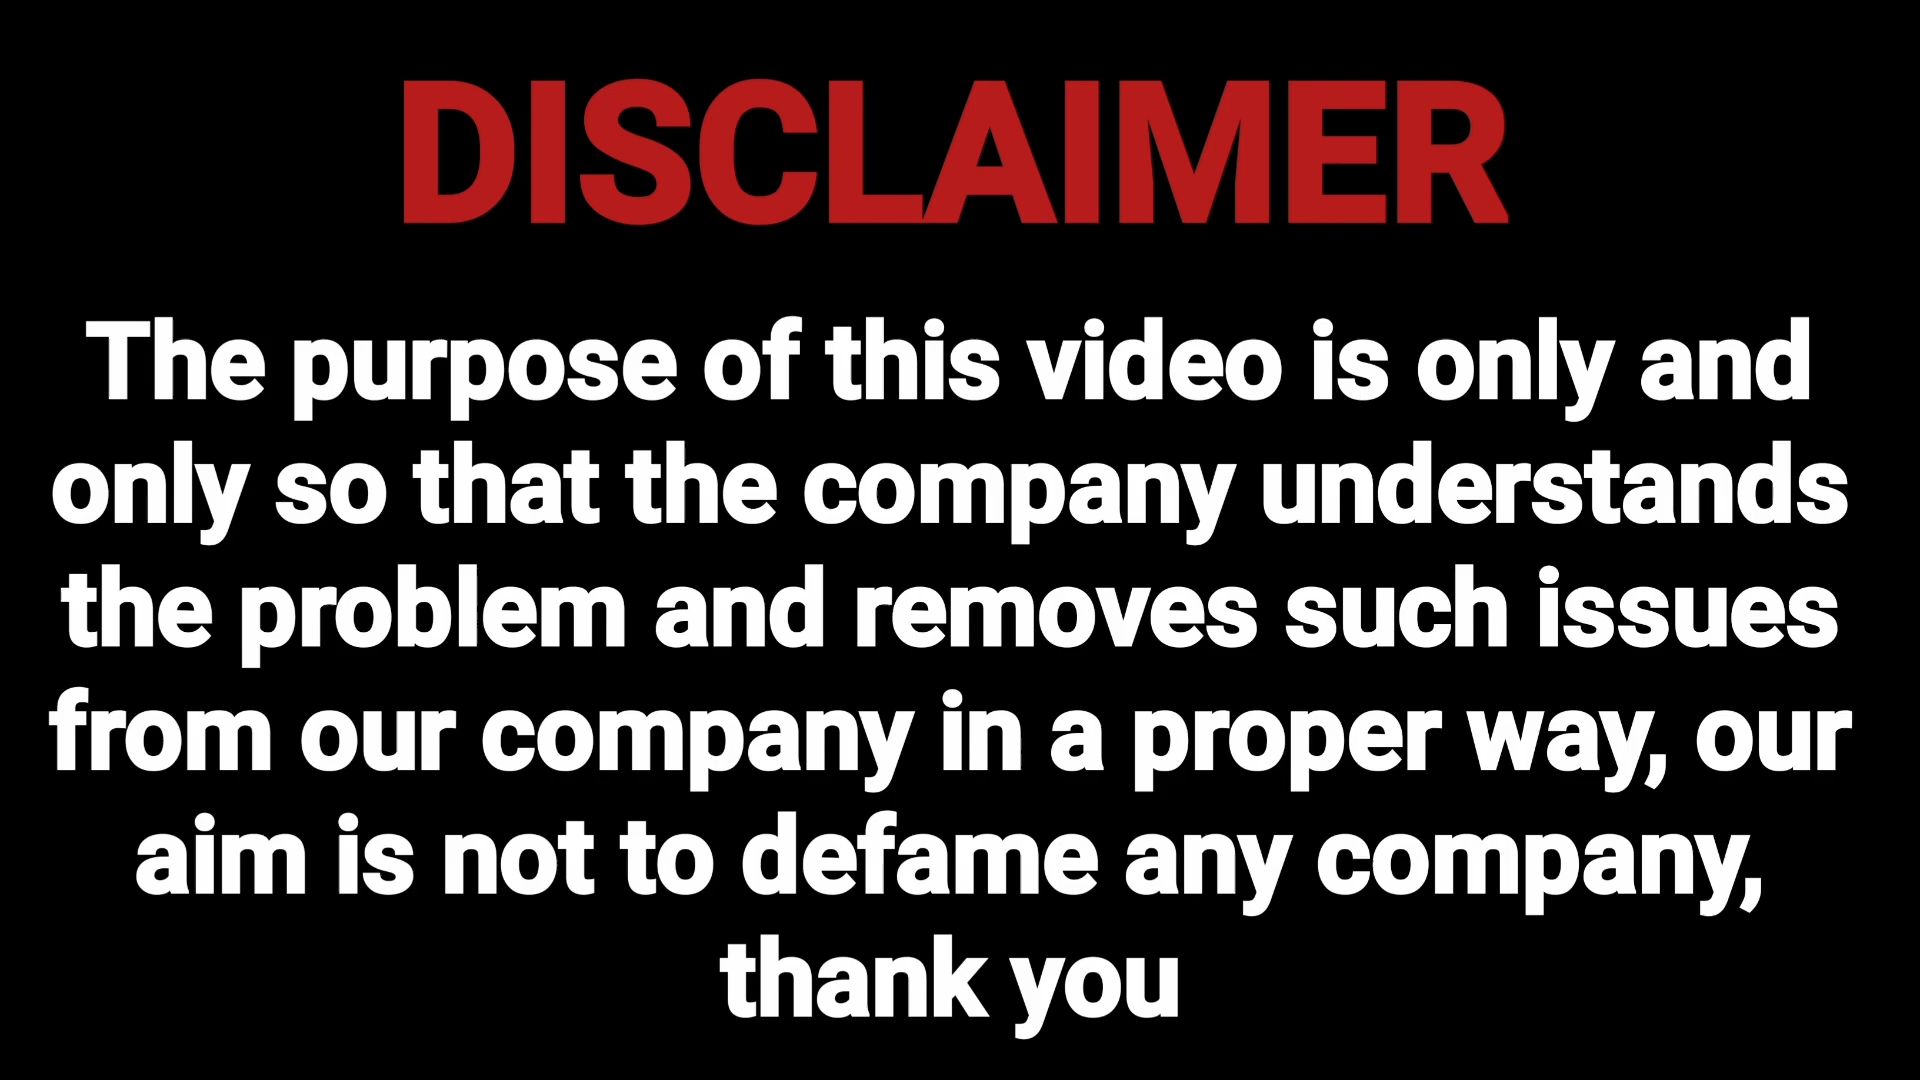 DISCLAIMER
The purpose of this video is only and
only so that the company understands
the problem and removes such issues
from our company in a proper way, our
aim is not to defame any company,
thank you